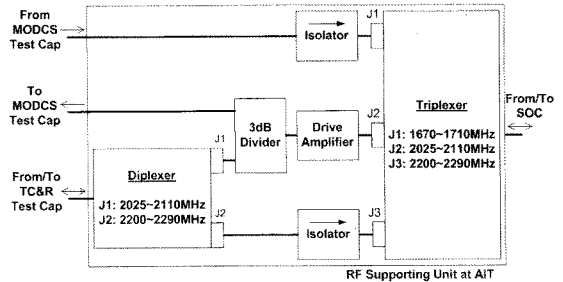 From
MODCS
Test Cap
Isolator
J1
To
MODCS
Test Cap
3dB
Divider
Drive
Amplifier
J2
Triplexer
J1: 1670~1710MHz
J2: 2025~2110MHz
J3: 2200~2290MHz
From/To
SOC
From/To
TC&R
Test Cap
Diplexer
J1: 2025~2110MHz
J2: 2200~2290MHz
J1
J2
Isolator
J3
RF Supporting Unit at AIT